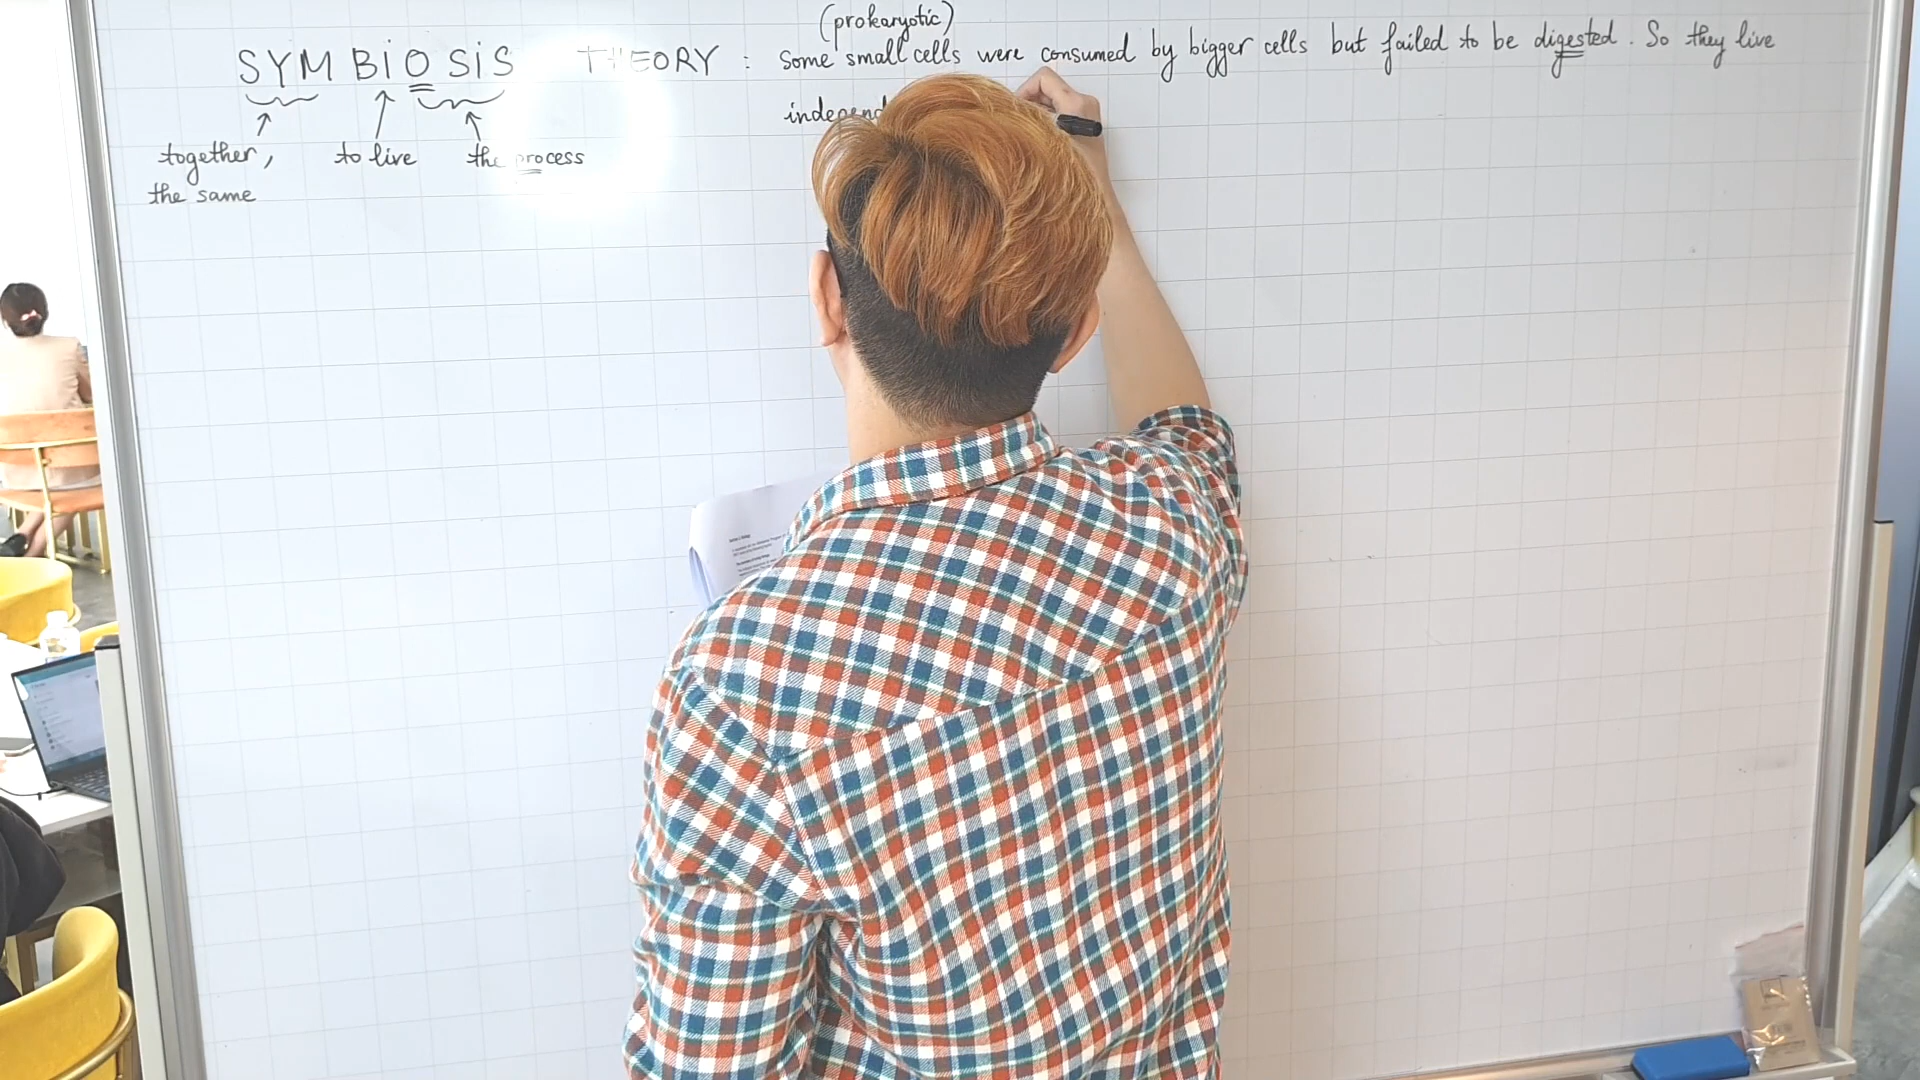 (prokaryotic)
SYMBiOSiS THEORY : Some small cells were consumed by bigger cells but failed to be digested. So they live
together, to live the process
the same